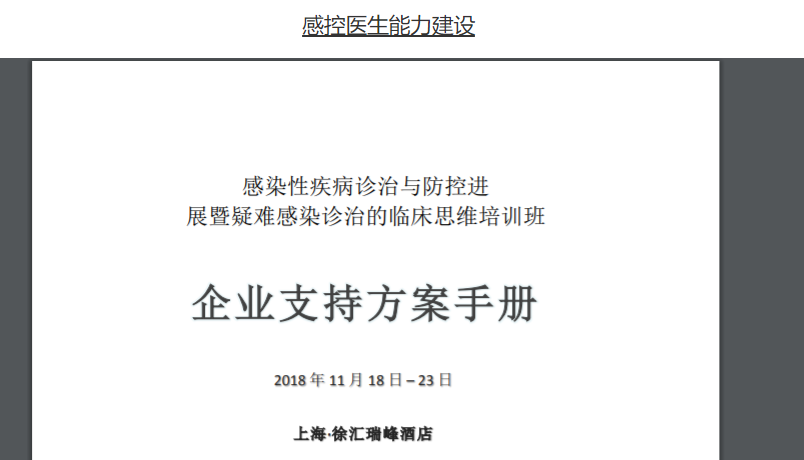 感控医生能力建设
感染性疾病诊治与防控进
展暨疑难感染诊治的临床思维培训班
企业支持方案手册
2018 年 11 月 18 日 – 23 日
上海·徐汇瑞峰酒店